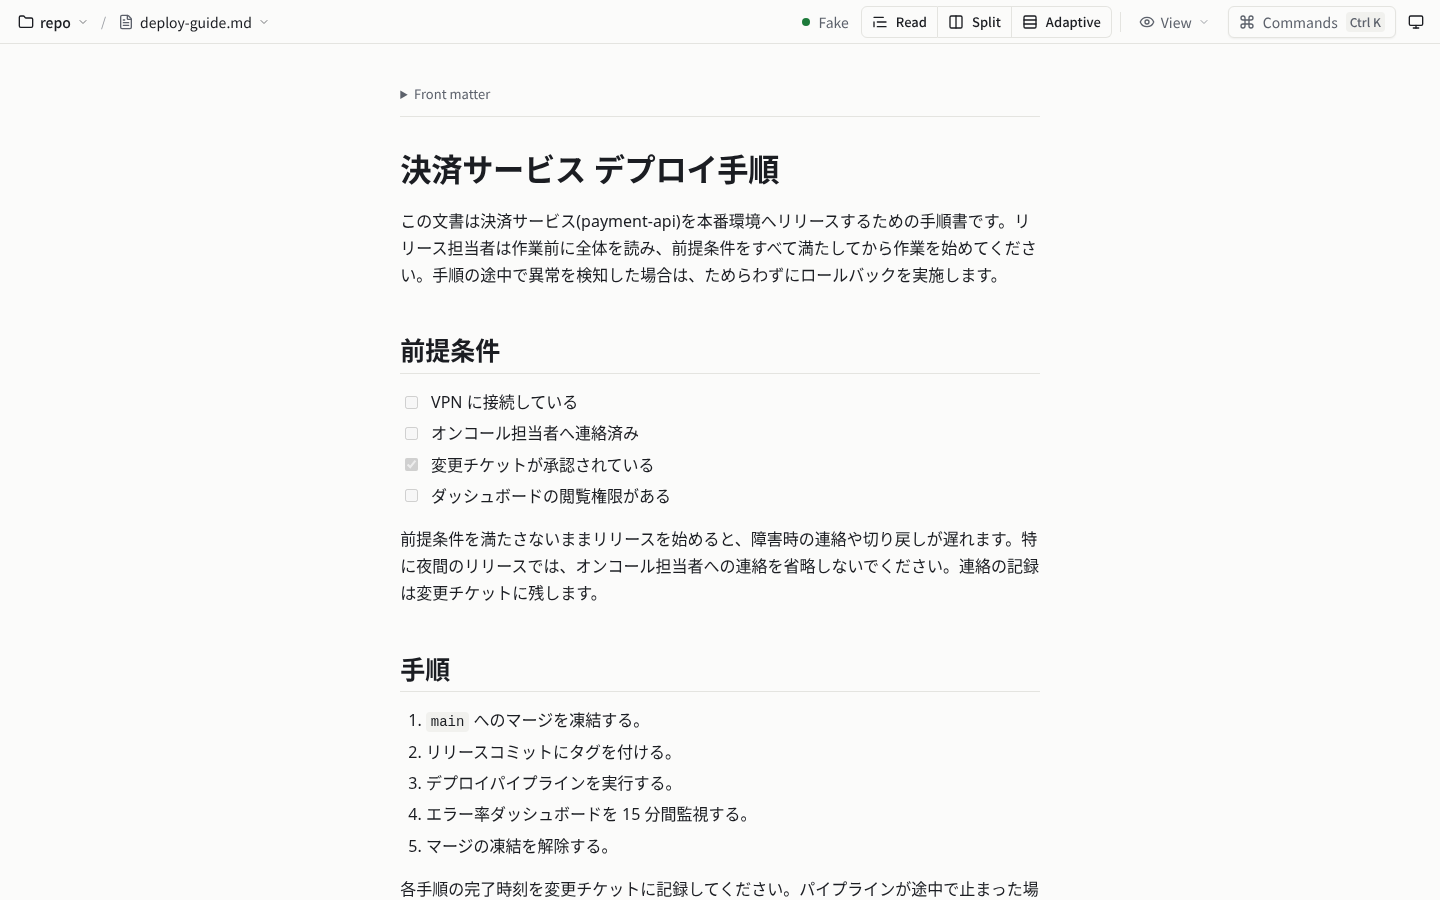 repo / deploy-guide.md
Fake
Read
Split
Adaptive
View
Commands Ctrl K
Front matter
決済サービス デプロイ手順
この文書は決済サービス(payment-api)を本番環境へリリースするための手順書です。リ
リース担当者は作業前に全体を読み、前提条件をすべて満たしてから作業を始めてくださ
い。手順の途中で異常を検知した場合は、ためらわずにロールバックを実施します。
前提条件
VPN に接続している
オンコール担当者へ連絡済み
変更チケットが承認されている
ダッシュボードの閲覧権限がある
前提条件を満たさないままリリースを始めると、障害時の連絡や切り戻しが遅れます。特
に夜間のリリースでは、オンコール担当者への連絡を省略しないでください。連絡の記録
は変更チケットに残します。
手順
1. main へのマージを凍結する。
2. リリースコミットにタグを付ける。
3. デプロイパイプラインを実行する。
4. エラー率ダッシュボードを 15 分間監視する。
5. マージの凍結を解除する。
各手順の完了時刻を変更チケットに記録してください。パイプラインが途中で止まった場